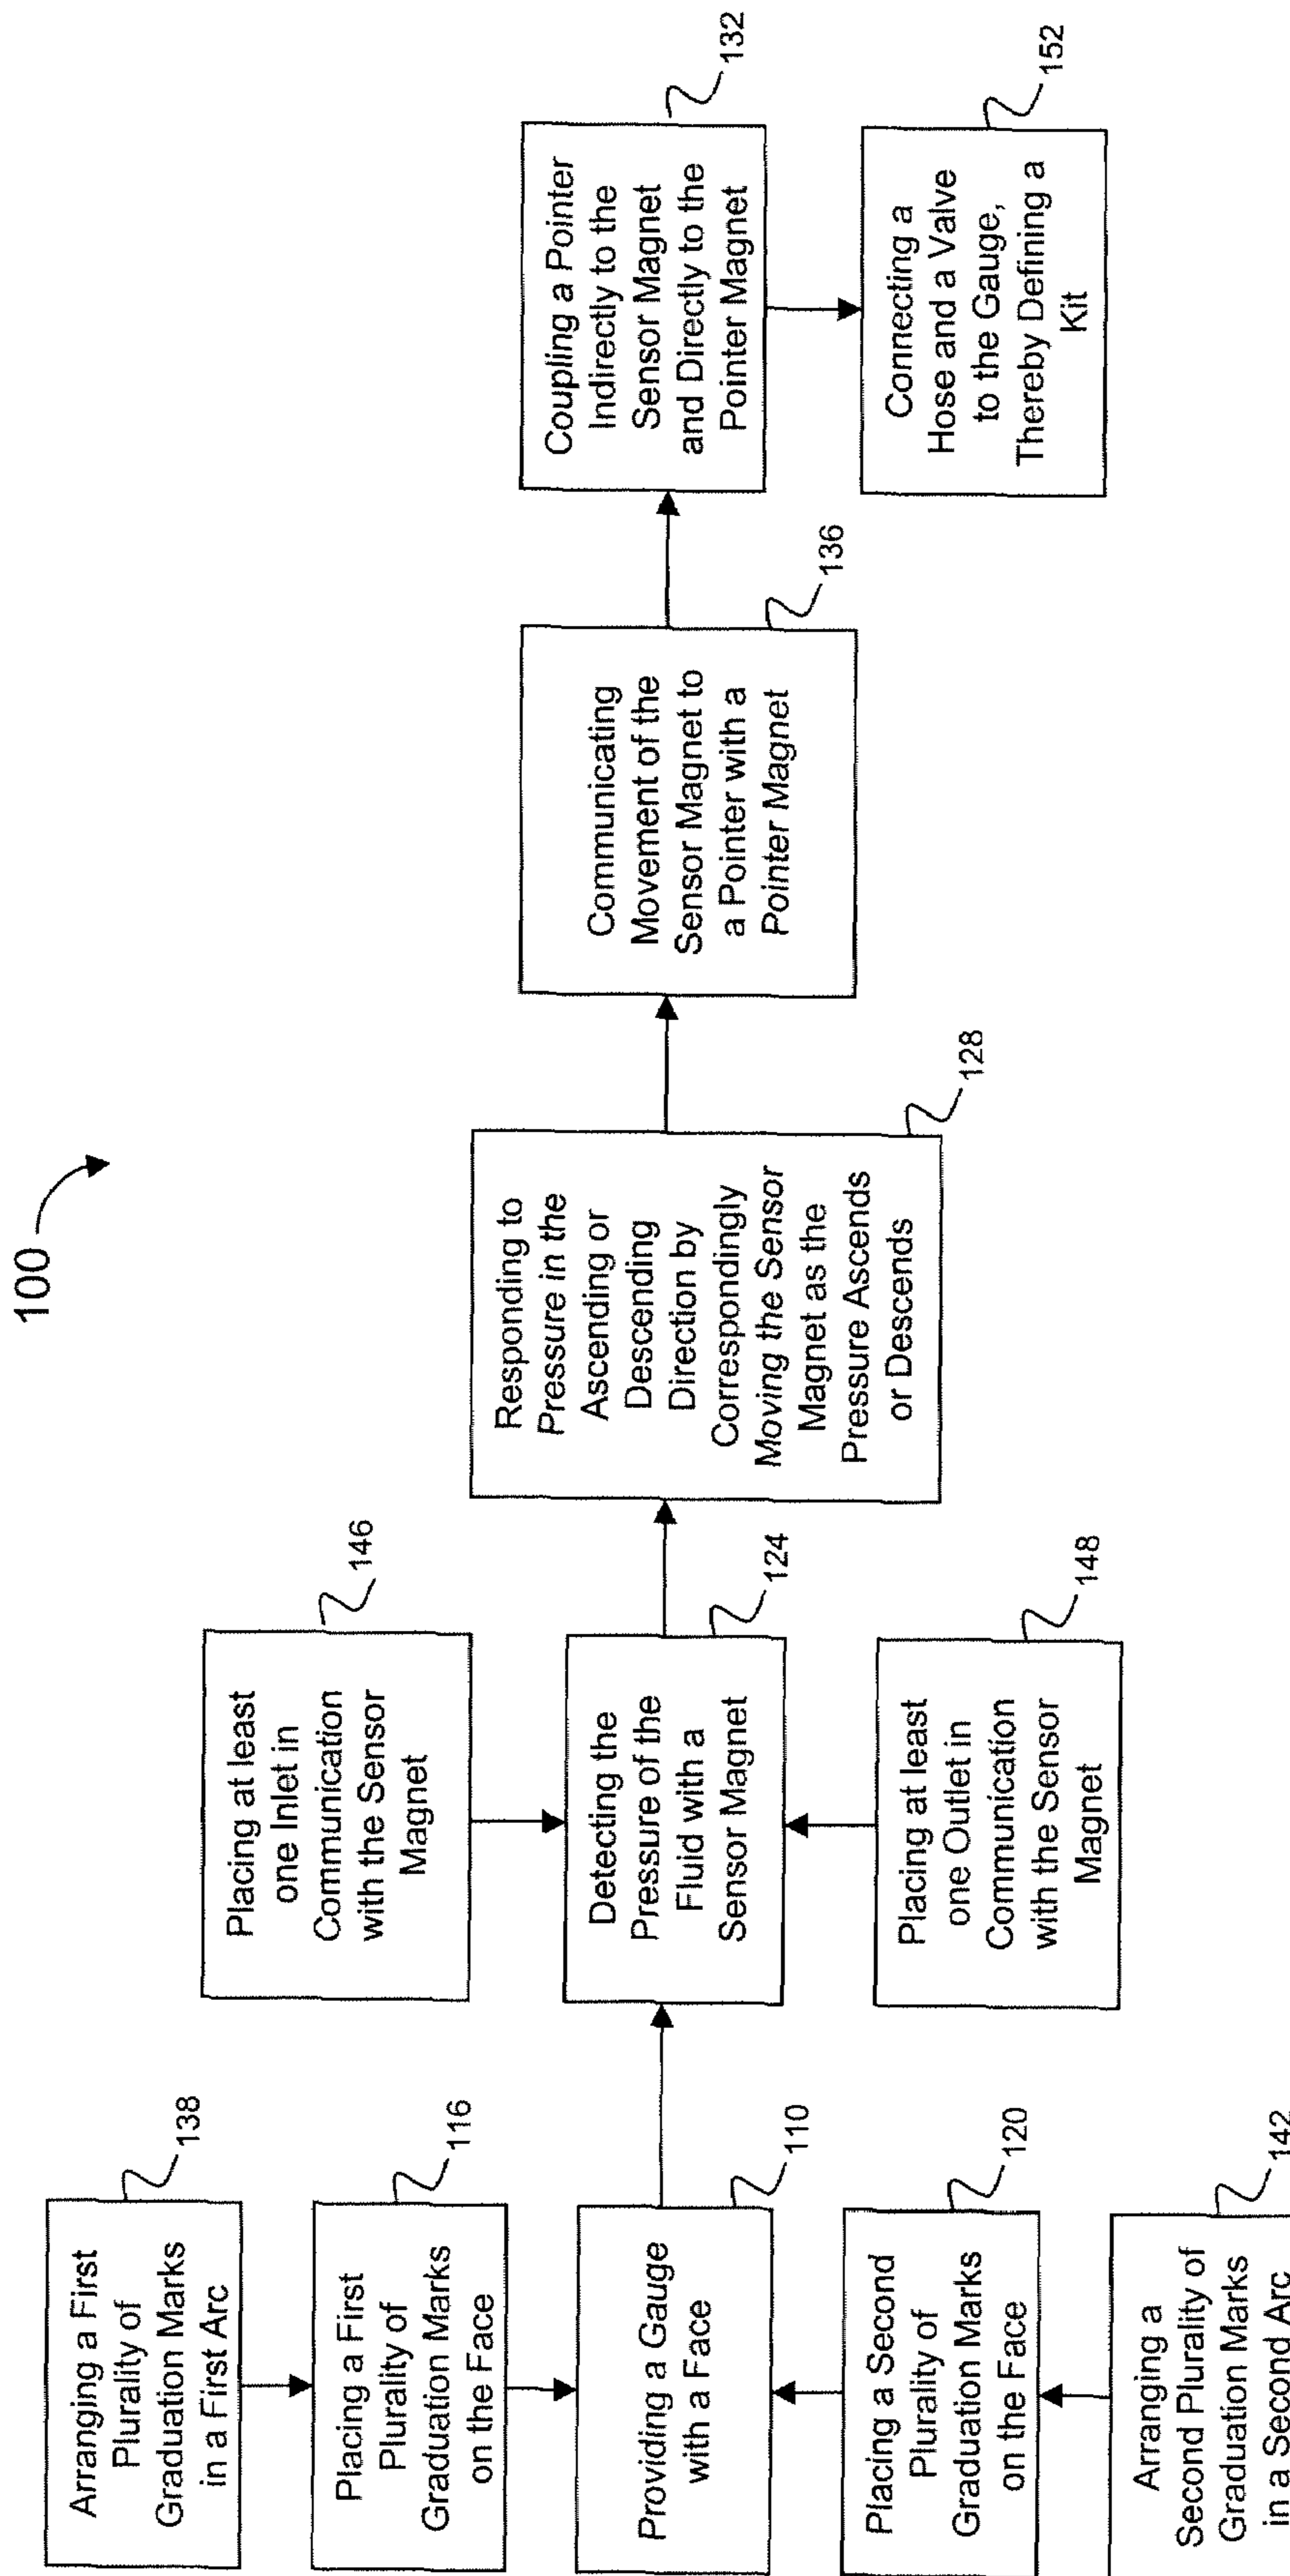 100
Arranging a First
Plurality of
Graduation Marks
in a First Arc
138
Placing a First
Plurality of
Graduation Marks
on the Face
116
Providing a Gauge
with a Face
110
Placing a Second
Plurality of
Graduation Marks
on the Face
120
Arranging a
Second Plurality of
Graduation Marks
in a Second Arc
142
Placing at least
one Inlet in
Communication
with the Sensor
Magnet
146
Detecting the
Pressure of the
Fluid with a
Sensor Magnet
124
Placing at least
one Outlet in
Communication
with the Sensor
Magnet
148
Responding to
Pressure in the
Ascending or
Descending
Direction by
Correspondingly
Moving the Sensor
Magnet as the
Pressure Ascends
or Descends
128
Communicating
Movement of the
Sensor Magnet to
a Pointer with a
Pointer Magnet
136
Coupling a Pointer
Indirectly to the
Sensor Magnet
and Directly to the
Pointer Magnet
132
Connecting a
Hose and a Valve
to the Gauge,
Thereby Defining a
Kit
152